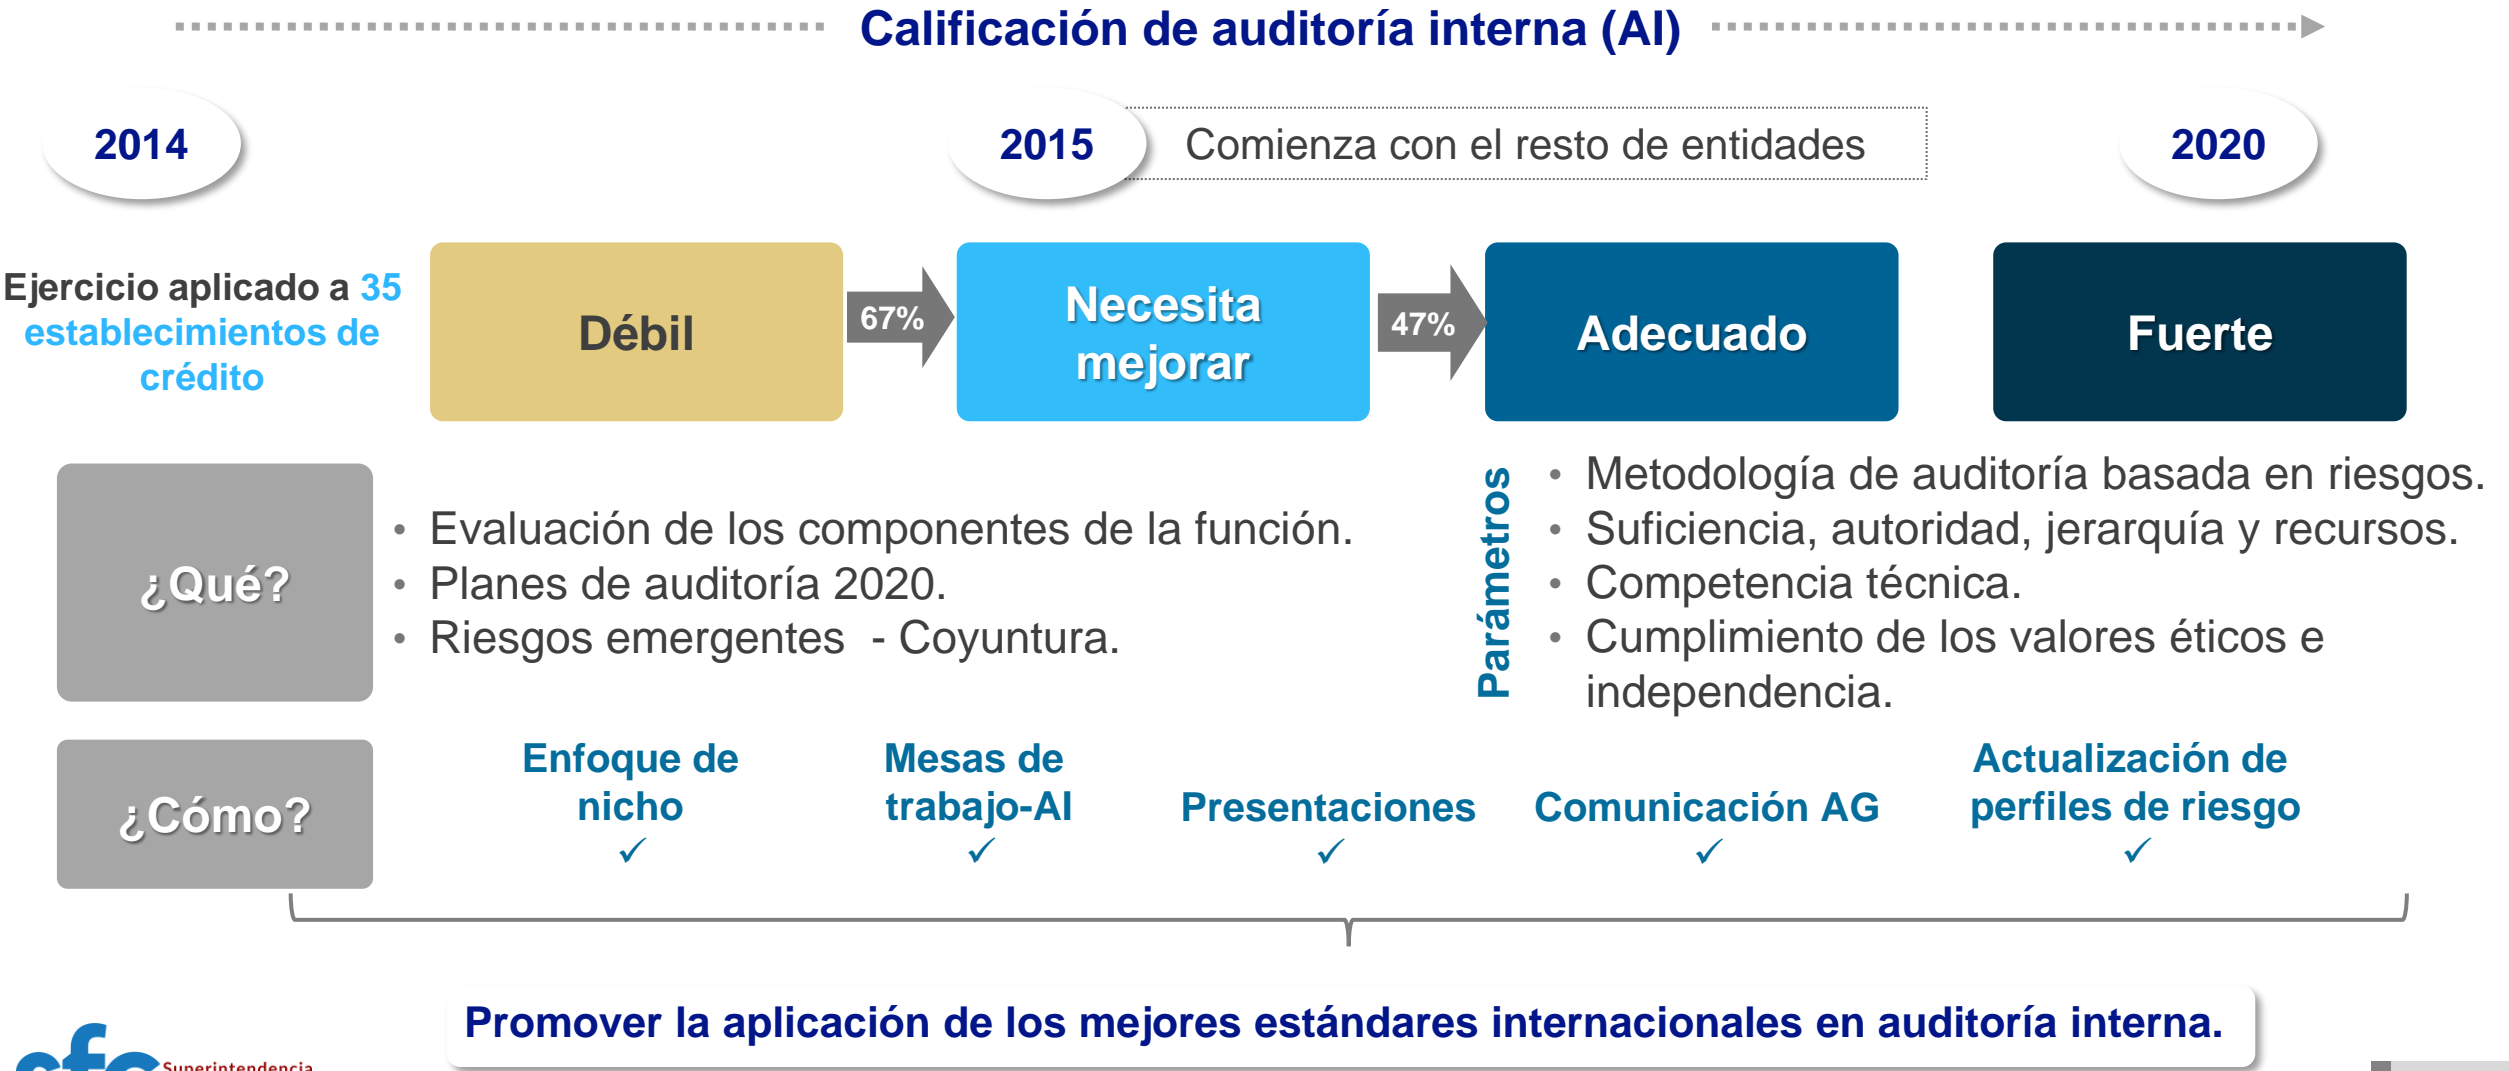 Calificación de auditoría interna (AI)
2014
2015
Comienza con el resto de entidades
2020
Ejercicio aplicado a 35
establecimientos de
crédito
Débil
67%
Necesita
mejorar
47%
Adecuado
Fuerte
¿Qué?
• Evaluación de los componentes de la función.
• Planes de auditoría 2020.
• Riesgos emergentes - Coyuntura.
Parámetros
• Metodología de auditoría basada en riesgos.
• Suficiencia, autoridad, jerarquía y recursos.
• Competencia técnica.
• Cumplimiento de los valores éticos e
independencia.
¿Cómo?
Enfoque de
nicho
✓
Mesas de
trabajo-AI
✓
Presentaciones
✓
Comunicación AG
✓
Actualización de
perfiles de riesgo
✓
Promover la aplicación de los mejores estándares internacionales en auditoría interna.
sfc
Superintendencia